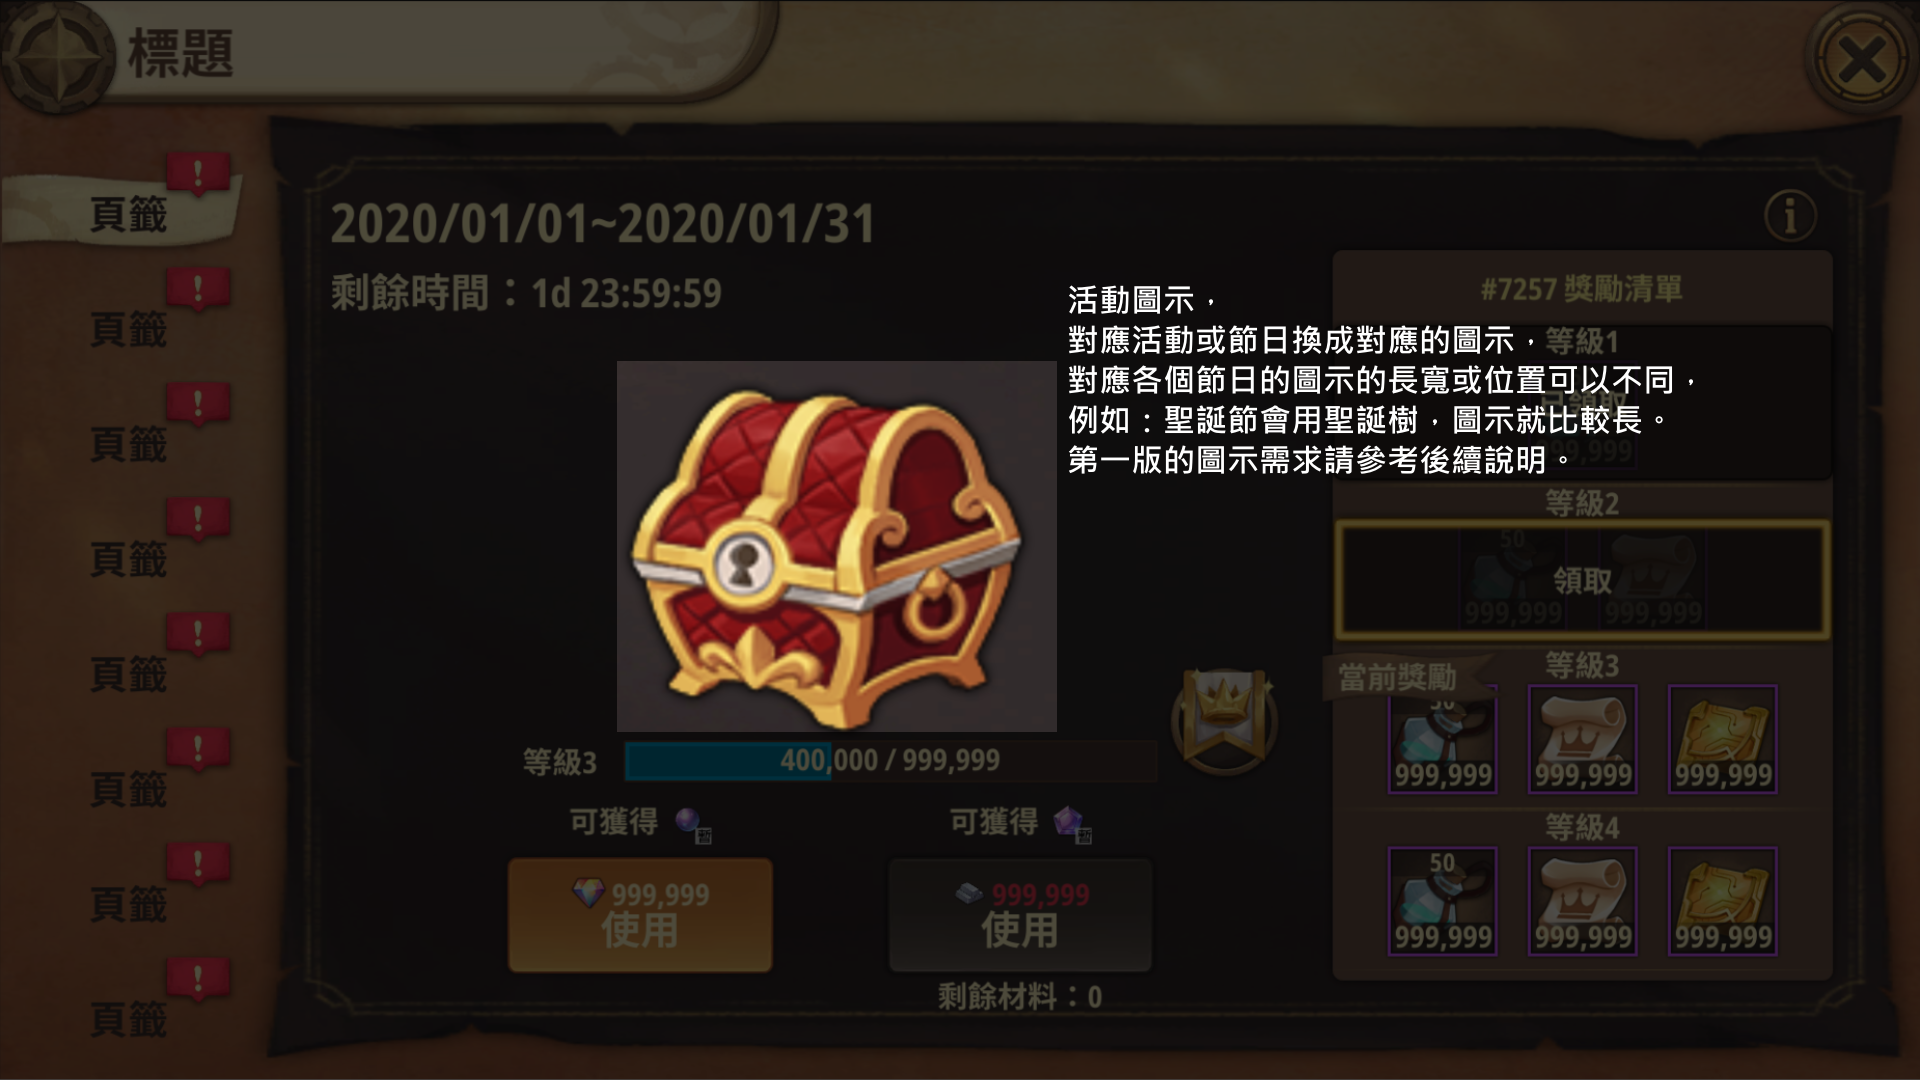 標題
頁籤
頁籤
頁籤
頁籤
頁籤
頁籤
頁籤
頁籤
2020/01/01~2020/01/31
剩餘時間：1d 23:59:59
活動圖示，
對應活動或節日換成對應的圖示，
對應各個節日的圖示的長寬或位置可以不同，
例如：聖誕節會用聖誕樹，圖示就比較長。
第一版的圖示需求請參考後續說明。
#7257 獎勵清單
等級1
已領取
999,999
等級2
50
領取
999,999 999,999
當前獎勵
等級3
50
999,999 999,999 999,999
等級4
50
999,999 999,999 999,999
等級3
400,000 / 999,999
可獲得 暫
可獲得 暫
999,999
使用
999,999
使用
剩餘材料：0